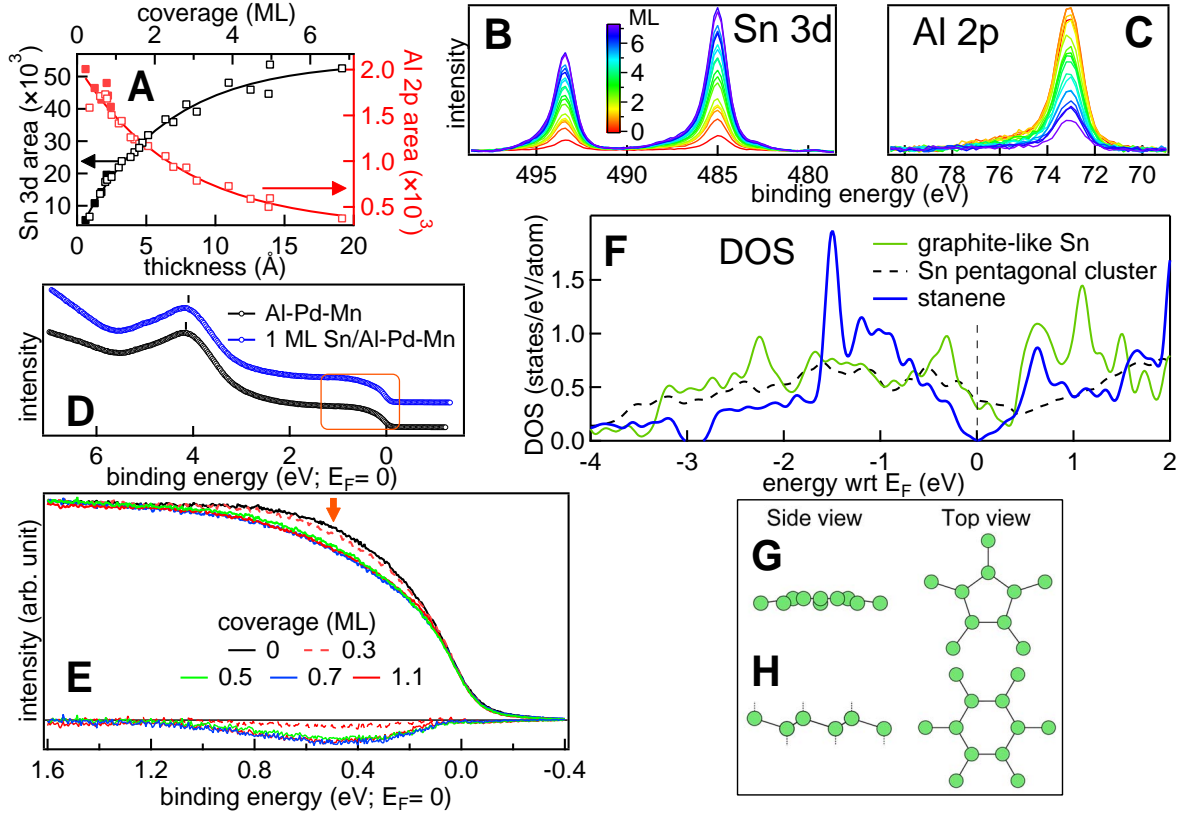 coverage (ML)
0 2 4 6
A
Sn 3d area (×10³)
50
40
30
20
10
2.0
1.5
1.0
0.5
Al 2p area (×10³)
0 5 10 15 20
thickness (Å)
B
ML
6
4
2
0
Sn 3d
intensity
495 490 485 480
Al 2p
C
80 78 76 74 72 70
binding energy (eV)
D
Al-Pd-Mn
1 ML Sn/Al-Pd-Mn
intensity
6 4 2 0
binding energy (eV; E_F= 0)
F
DOS
graphite-like Sn
Sn pentagonal cluster
stanene
DOS (states/eV/atom)
1.5
1.0
0.5
0.0
-4 -3 -2 -1 0 1 2
energy wrt E_F (eV)
E
intensity (arb. unit)
coverage (ML)
0 0.3
0.5 0.7 1.1
1.6 1.2 0.8 0.4 0.0 -0.4
binding energy (eV; E_F= 0)
Side view Top view
G
H